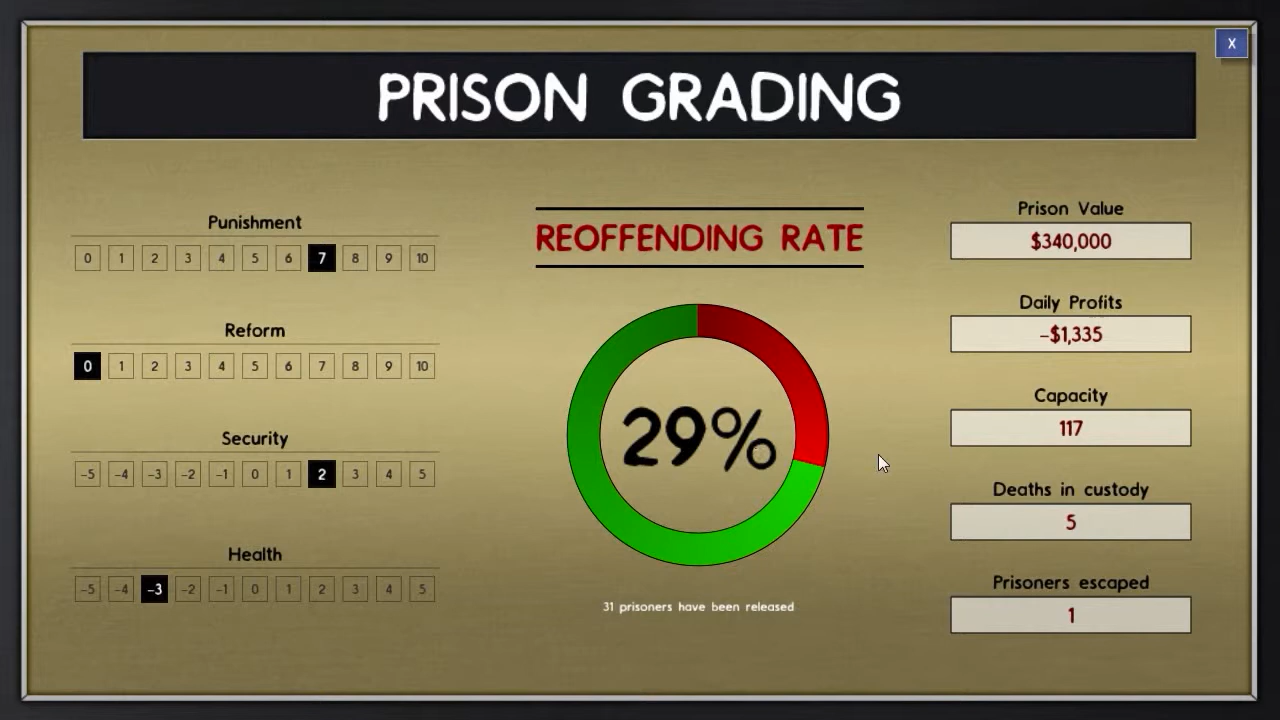 X
PRISON GRADING
Punishment
0 1 2 3 4 5 6 7 8 9 10
Reform
0 1 2 3 4 5 6 7 8 9 10
Security
-5 -4 -3 -2 -1 0 1 2 3 4 5
Health
-5 -4 -3 -2 -1 0 1 2 3 4 5
REOFFENDING RATE
29%
31 prisoners have been released
Prison Value
$340,000
Daily Profits
-$1,335
Capacity
117
Deaths in custody
5
Prisoners escaped
1